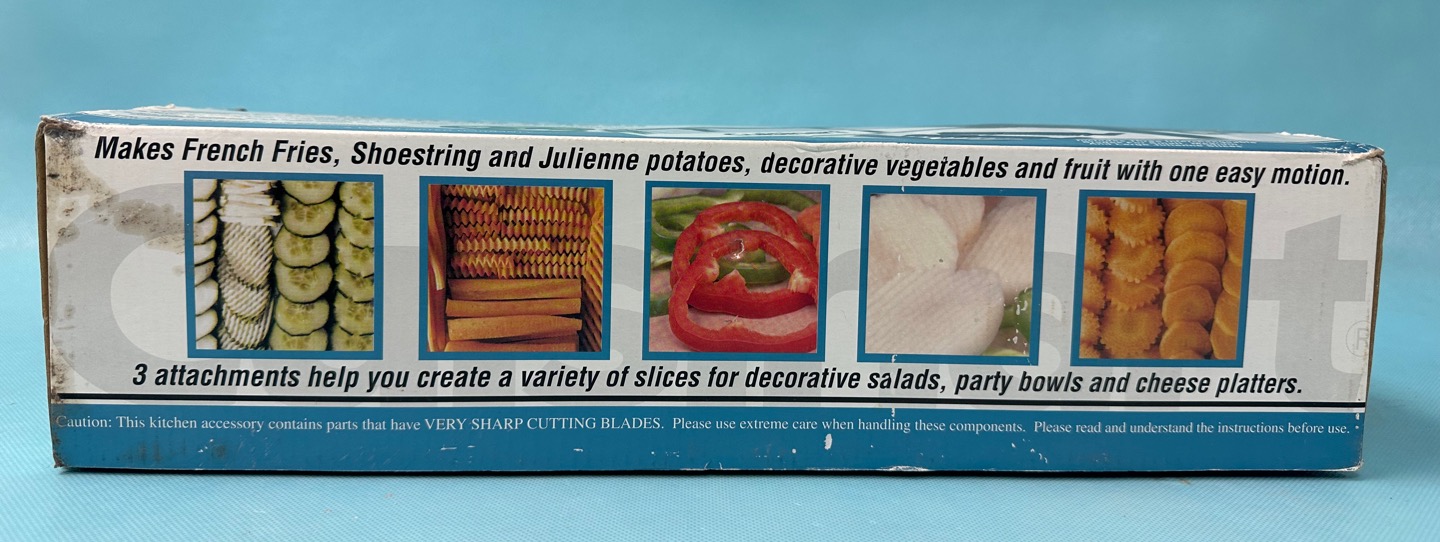 Makes French Fries, Shoestring and Julienne potatoes, decorative vegetables and fruit with one easy motion.
®
3 attachments help you create a variety of slices for decorative salads, party bowls and cheese platters.
Caution: This kitchen accessory contains parts that have VERY SHARP CUTTING BLADES. Please use extreme care when handling these components. Please read and understand the instructions before use.